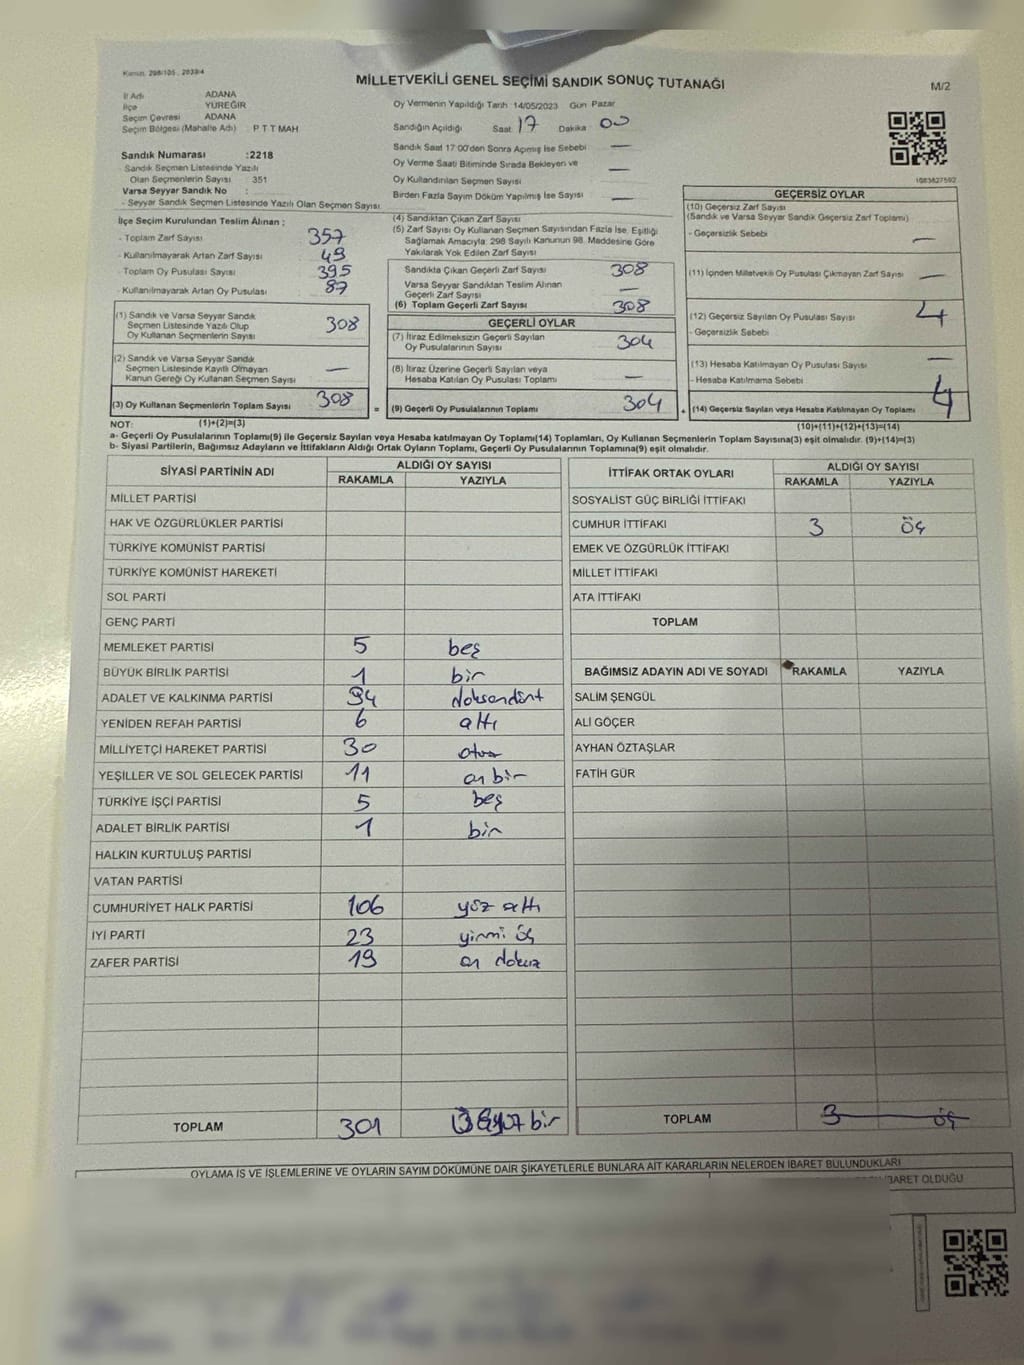 Kanun. 298/105 , 2839/4
MİLLETVEKİLİ GENEL SEÇİMİ SANDIK SONUÇ TUTANAĞI
M/2
İl Adı ADANA
İlçe YÜREĞİR
Seçim Çevresi ADANA
Seçim Bölgesi (Mahalle Adı) : P T T MAH
Oy Vermenin Yapıldığı Tarih 14/05/2023 Gün Pazar
Sandığın Açıldığı Saat 17 Dakika 00
Sandık Saat 17:00'den Sonra Açılmış İse Sebebi —
Oy Verme Saati Bitiminde Sırada Bekleyen ve
Oy Kullandırılan Seçmen Sayısı —
Birden Fazla Sayım Döküm Yapılmış İse Sayısı —
Sandık Numarası :2218
- Sandık Seçmen Listesinde Yazılı
Olan Seçmenlerin Sayısı : 351
Varsa Seyyar Sandık No :
- Seyyar Sandık Seçmen Listesinde Yazılı Olan Seçmen Sayısı:
İlçe Seçim Kurulundan Teslim Alınan ;
- Toplam Zarf Sayısı 357
- Kullanılmayarak Artan Zarf Sayısı 49
- Toplam Oy Pusulası Sayısı 395
- Kullanılmayarak Artan Oy Pusulası 87
(1) Sandık ve Varsa Seyyar Sandık
Seçmen Listesinde Yazılı Olup
Oy Kullanan Seçmenlerin Sayısı 308
(2) Sandık ve Varsa Seyyar Sandık
Seçmen Listesinde Kayıtlı Olmayan
Kanun Gereği Oy Kullanan Seçmen Sayısı —
(3) Oy Kullanan Seçmenlerin Toplam Sayısı 308
(4) Sandıktan Çıkan Zarf Sayısı
(5) Zarf Sayısı Oy Kullanan Seçmen Sayısından Fazla İse, Eşitliği
Sağlamak Amacıyla; 298 Sayılı Kanunun 98. Maddesine Göre
Yakılarak Yok Edilen Zarf Sayısı
Sandıkta Çıkan Geçerli Zarf Sayısı 308
Varsa Seyyar Sandıktan Teslim Alınan
Geçerli Zarf Sayısı —
(6) Toplam Geçerli Zarf Sayısı 308
GEÇERLİ OYLAR
(7) İtiraz Edilmeksizin Geçerli Sayılan
Oy Pusulalarının Sayısı 304
(8) İtiraz Üzerine Geçerli Sayılan veya
Hesaba Katılan Oy Pusulası Toplamı —
= (9) Geçerli Oy Pusulalarının Toplamı 304
GEÇERSİZ OYLAR
(10) Geçersiz Zarf Sayısı
(Sandık ve Varsa Seyyar Sandık Geçersiz Zarf Toplamı)
- Geçersizlik Sebebi —
(11) İçinden Milletvekili Oy Pusulası Çıkmayan Zarf Sayısı —
(12) Geçersiz Sayılan Oy Pusulası Sayısı 4
- Geçersizlik Sebebi
(13) Hesaba Katılmayan Oy Pusulası Sayısı —
- Hesaba Katılmama Sebebi
+ (14) Geçersiz Sayılan veya Hesaba Katılmayan Oy Toplamı 4
NOT: (1)+(2)=(3)
(10)+(11)+(12)+(13)=(14)
a- Geçerli Oy Pusulalarının Toplamı(9) ile Geçersiz Sayılan veya Hesaba katılmayan Oy Toplamı(14) Toplamları, Oy Kullanan Seçmenlerin Toplam Sayısına(3) eşit olmalıdır. (9)+(14)=(3)
b- Siyasi Partilerin, Bağımsız Adayların ve İttifakların Aldığı Ortak Oyların Toplamı, Geçerli Oy Pusulalarının Toplamına(9) eşit olmalıdır.
SİYASİ PARTİNİN ADI ALDIĞI OY SAYISI
RAKAMLA YAZIYLA
MİLLET PARTİSİ
HAK VE ÖZGÜRLÜKLER PARTİSİ
TÜRKİYE KOMÜNİST PARTİSİ
TÜRKİYE KOMÜNİST HAREKETİ
SOL PARTİ
GENÇ PARTİ
MEMLEKET PARTİSİ 5 beş
BÜYÜK BİRLİK PARTİSİ 1 bir
ADALET VE KALKINMA PARTİSİ 94 doksandört
YENİDEN REFAH PARTİSİ 6 altı
MİLLİYETÇİ HAREKET PARTİSİ 30 otuz
YEŞİLLER VE SOL GELECEK PARTİSİ 11 on bir
TÜRKİYE İŞÇİ PARTİSİ 5 beş
ADALET BİRLİK PARTİSİ 1 bir
HALKIN KURTULUŞ PARTİSİ
VATAN PARTİSİ
CUMHURİYET HALK PARTİSİ 106 yüz altı
İYİ PARTİ 23 yirmi üç
ZAFER PARTİSİ 19 on dokuz
TOPLAM 301 bir
İTTİFAK ORTAK OYLARI ALDIĞI OY SAYISI
RAKAMLA YAZIYLA
SOSYALİST GÜÇ BİRLİĞİ İTTİFAKI
CUMHUR İTTİFAKI 3 üç
EMEK VE ÖZGÜRLÜK İTTİFAKI
MİLLET İTTİFAKI
ATA İTTİFAKI
TOPLAM
BAĞIMSIZ ADAYIN ADI VE SOYADI RAKAMLA YAZIYLA
SALİM ŞENGÜL
ALİ GÖÇER
AYHAN ÖZTAŞLAR
FATİH GÜR
TOPLAM 3 üç
OYLAMA İŞ VE İŞLEMLERİNE VE OYLARIN SAYIM DÖKÜMÜNE DAİR ŞİKAYETLERLE BUNLARA AİT KARARLARIN NELERDEN İBARET BULUNDUKLARI
İBARET OLDUĞU